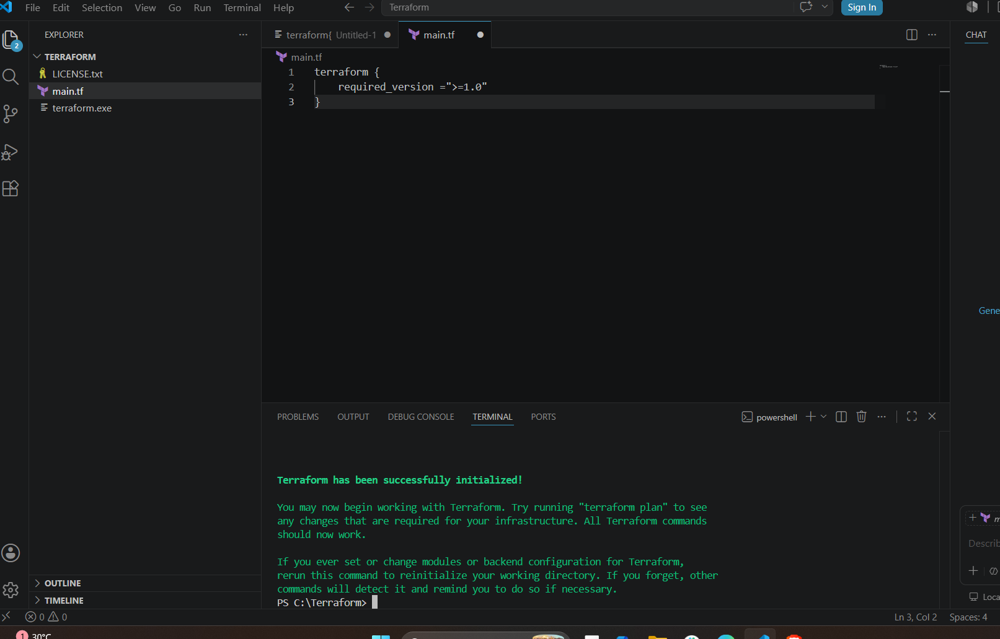 File Edit Selection View Go Run Terminal Help
Terraform
Sign In
EXPLORER
2
TERRAFORM
LICENSE.txt
main.tf
terraform.exe
OUTLINE
TIMELINE
terraform{ Untitled-1
main.tf
main.tf
1 terraform {
2 required_version =">=1.0"
3 }
CHAT
PROBLEMS OUTPUT DEBUG CONSOLE TERMINAL PORTS
powershell
Terraform has been successfully initialized!
You may now begin working with Terraform. Try running "terraform plan" to see
any changes that are required for your infrastructure. All Terraform commands
should now work.
If you ever set or change modules or backend configuration for Terraform,
rerun this command to reinitialize your working directory. If you forget, other
commands will detect it and remind you to do so if necessary.
PS C:\Terraform>
0 0
Ln 3, Col 2 Spaces: 4
1 30°C